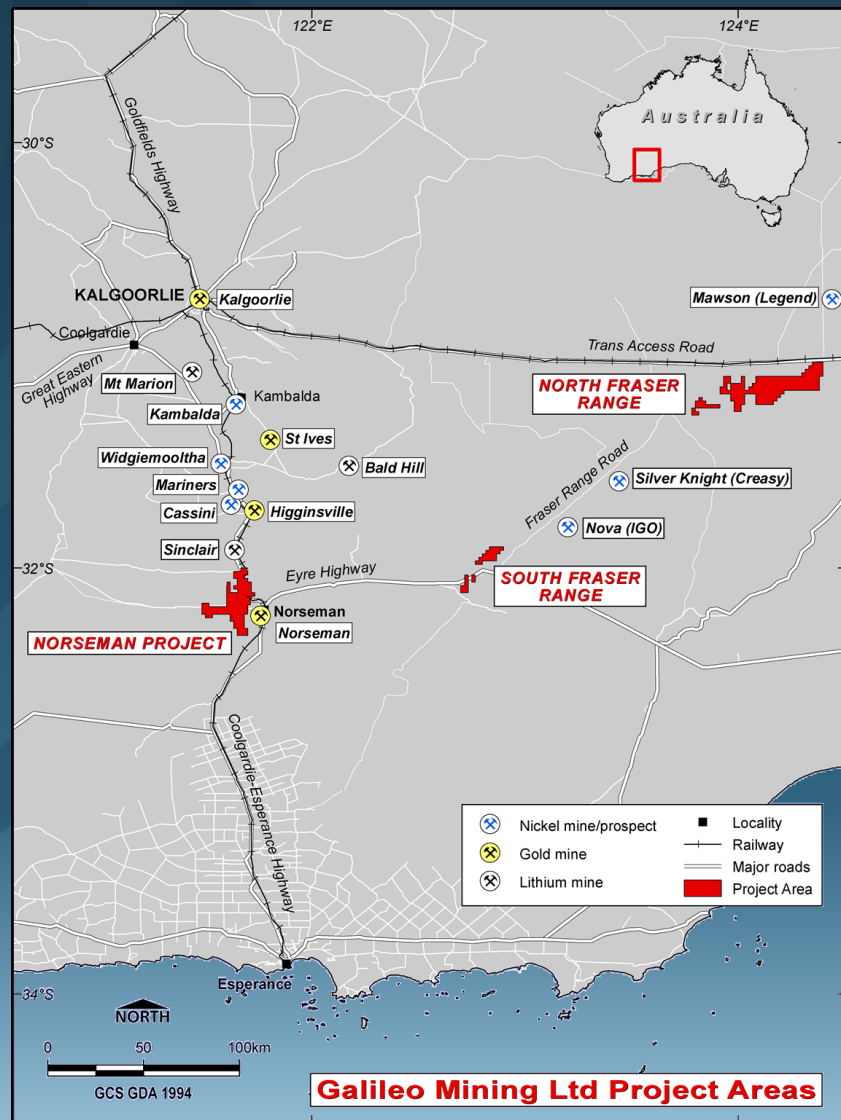 122°E
124°E
30°S
Goldfields Highway
Australia
KALGOORLIE
Kalgoorlie
Mawson (Legend)
Coolgardie
Trans Access Road
Great Eastern
Highway
Mt Marion
NORTH FRASER
RANGE
Kambalda
Kambalda
St Ives
Widgiemooltha
Bald Hill
Fraser Range Road
Silver Knight (Creasy)
Mariners
Cassini
Higginsville
Nova (IGO)
Sinclair
32°S
Eyre Highway
SOUTH FRASER
RANGE
Norseman
Norseman
NORSEMAN PROJECT
Coolgardie-Esperance Highway
Nickel mine/prospect
Gold mine
Lithium mine
Locality
Railway
Major roads
Project Area
Esperance
34°S
NORTH
0 50 100km
GCS GDA 1994
Galileo Mining Ltd Project Areas